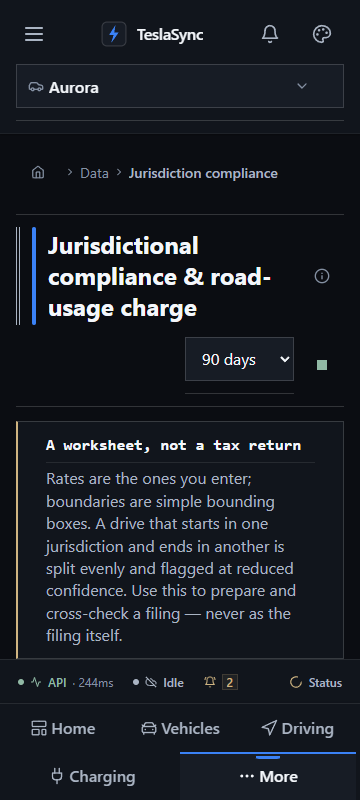 TeslaSync
Aurora
Data
Jurisdiction compliance
Jurisdictional
compliance & road-
usage charge
90 days
A worksheet, not a tax return
Rates are the ones you enter;
boundaries are simple bounding
boxes. A drive that starts in one
jurisdiction and ends in another is
split evenly and flagged at reduced
confidence. Use this to prepare and
cross-check a filing — never as the
filing itself.
API · 244ms
Idle
2
Status
Home
Vehicles
Driving
Charging
More